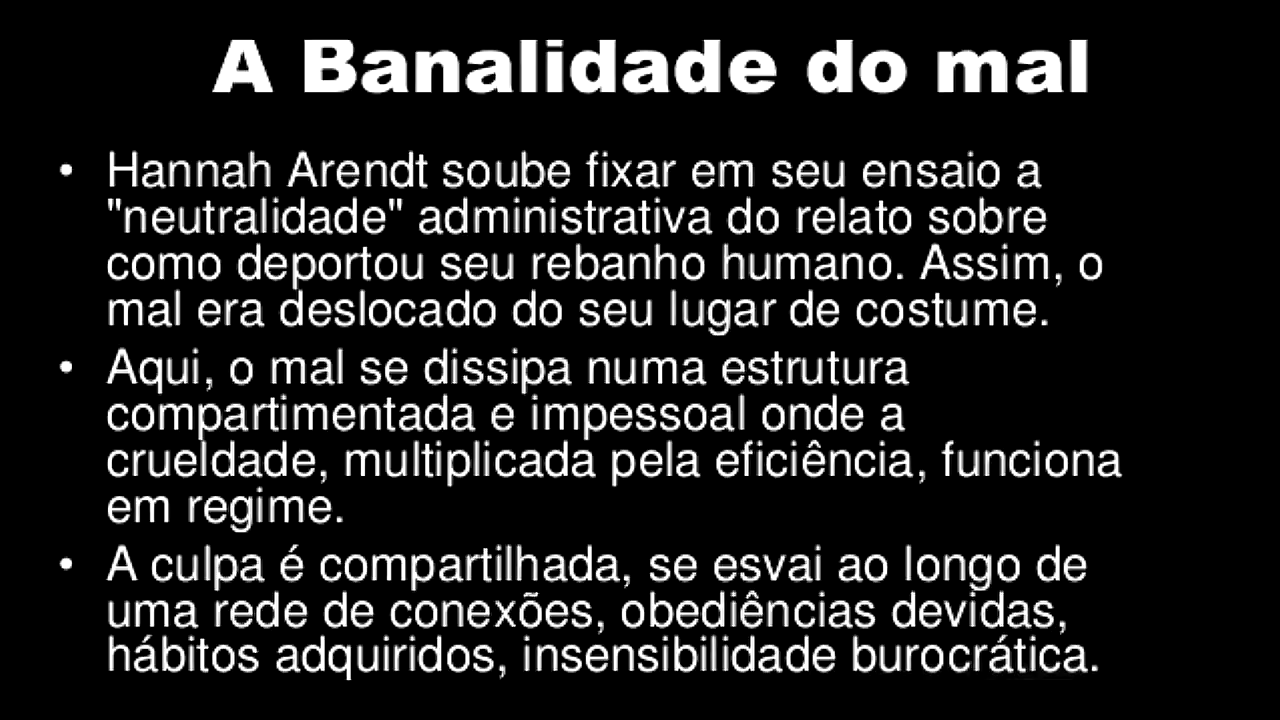 A Banalidade do mal
• Hannah Arendt soube fixar em seu ensaio a
"neutralidade" administrativa do relato sobre
como deportou seu rebanho humano. Assim, o
mal era deslocado do seu lugar de costume.
• Aqui, o mal se dissipa numa estrutura
compartimentada e impessoal onde a
crueldade, multiplicada pela eficiência, funciona
em regime.
• A culpa é compartilhada, se esvai ao longo de
uma rede de conexões, obediências devidas,
hábitos adquiridos, insensibilidade burocrática.